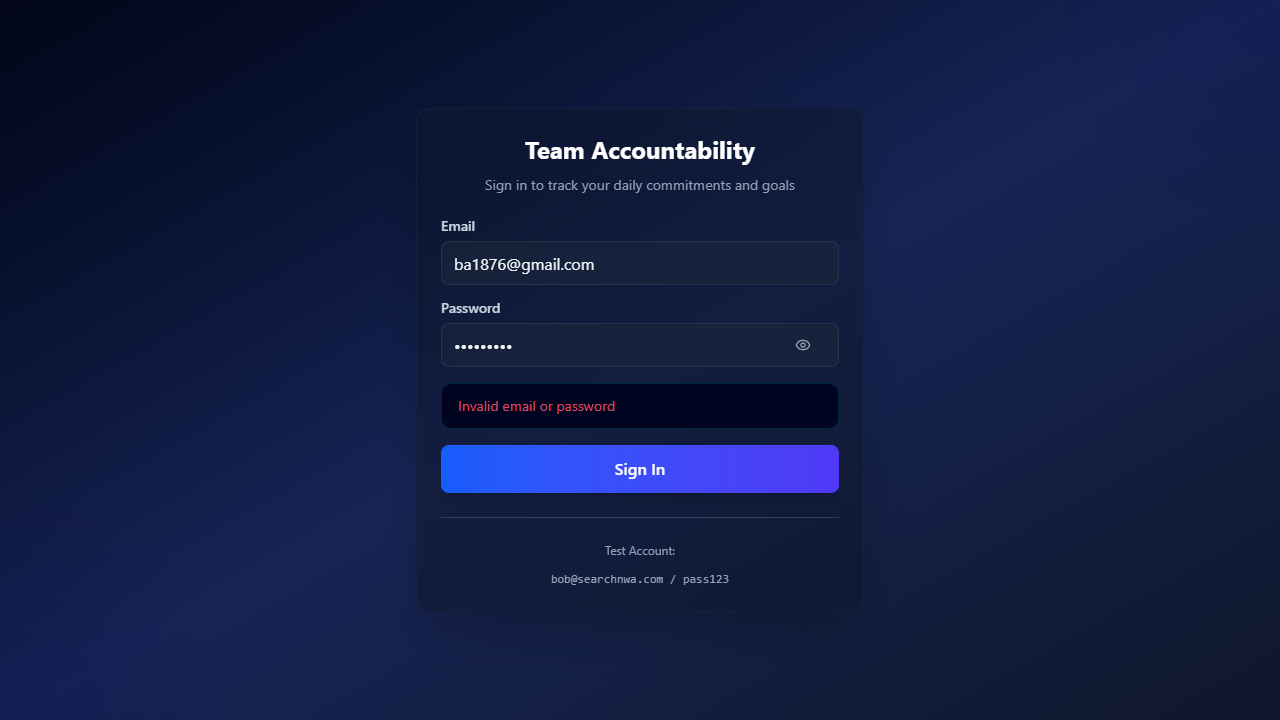 Team Accountability
Sign in to track your daily commitments and goals
Email
ba1876@gmail.com
Password
•••••••••
Invalid email or password
Sign In
Test Account:
bob@searchnwa.com / pass123